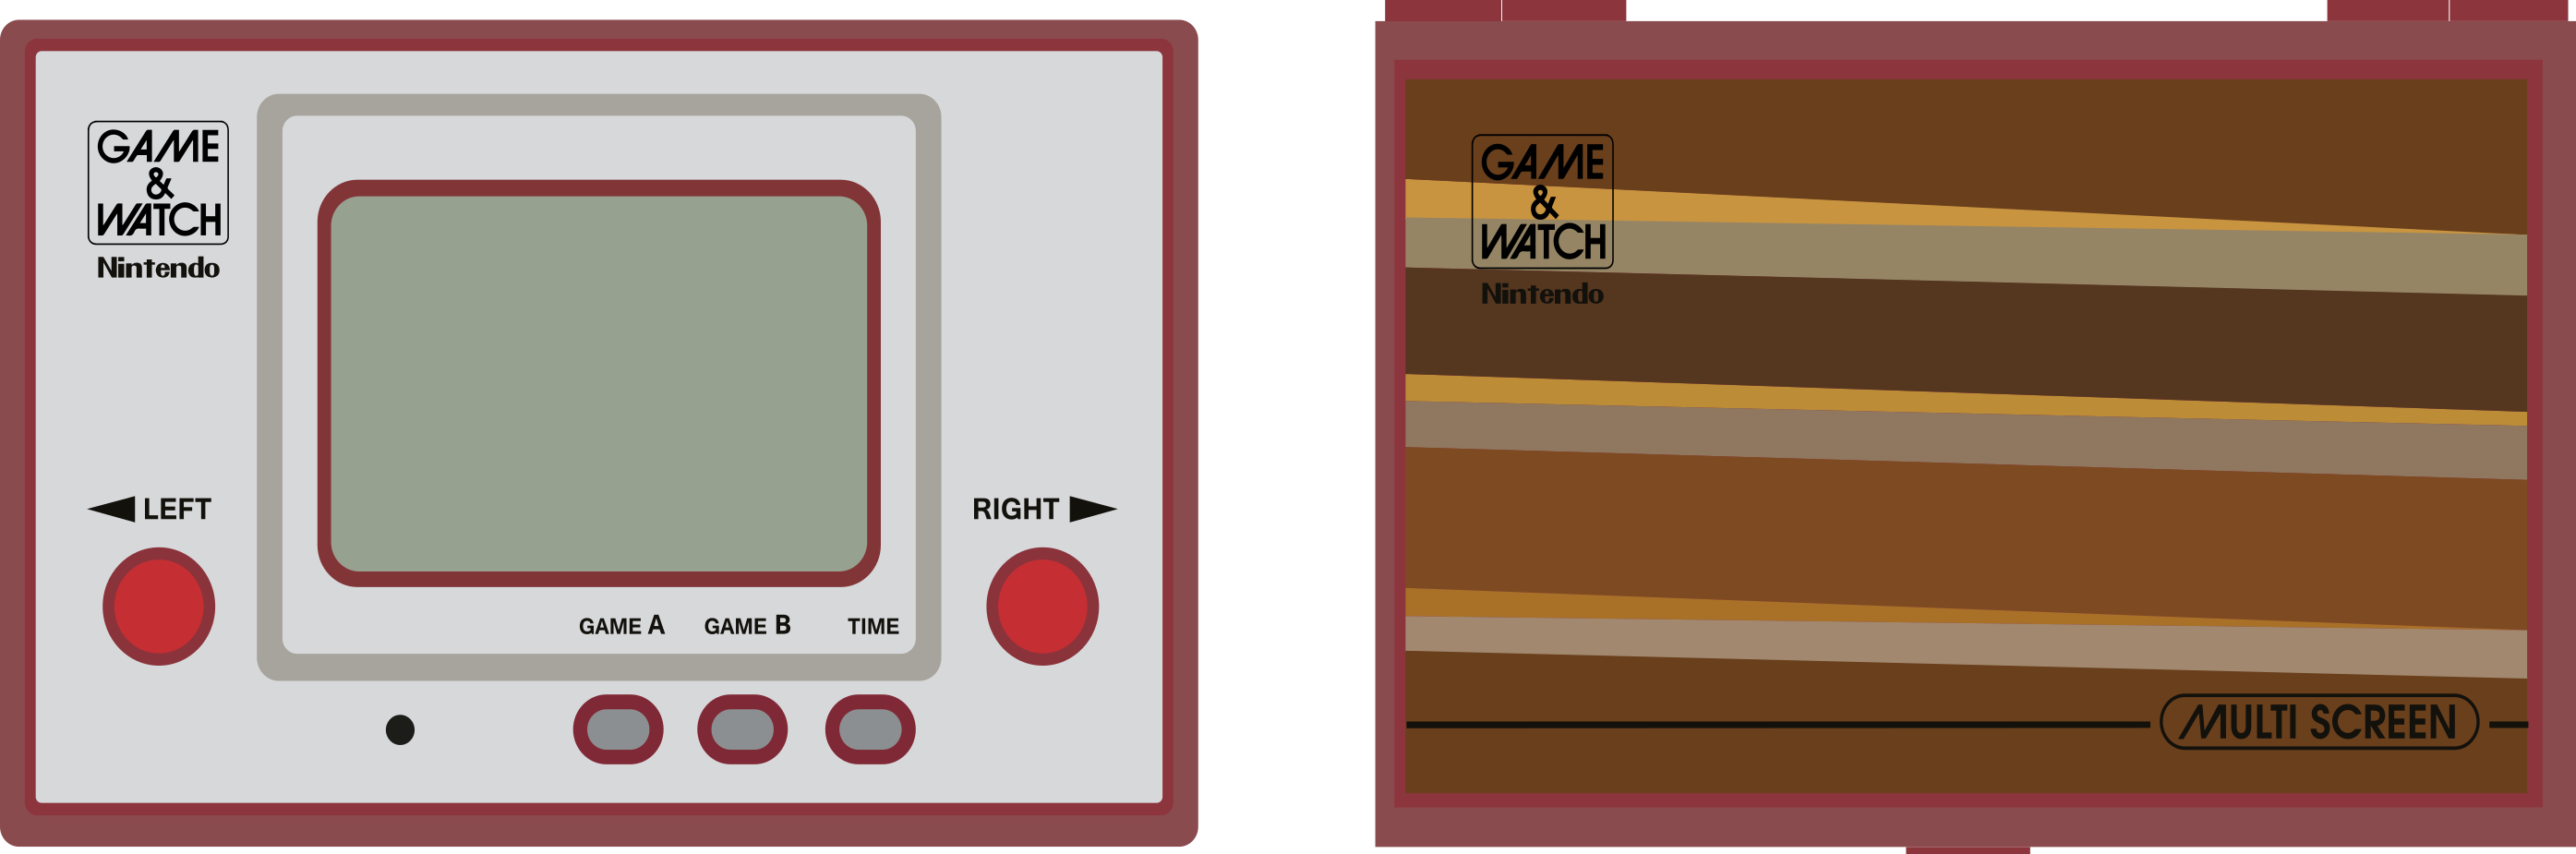 GAME
&
WATCH
Nintendo
LEFT
RIGHT
GAME A GAME B TIME
GAME
&
WATCH
Nintendo
MULTI SCREEN